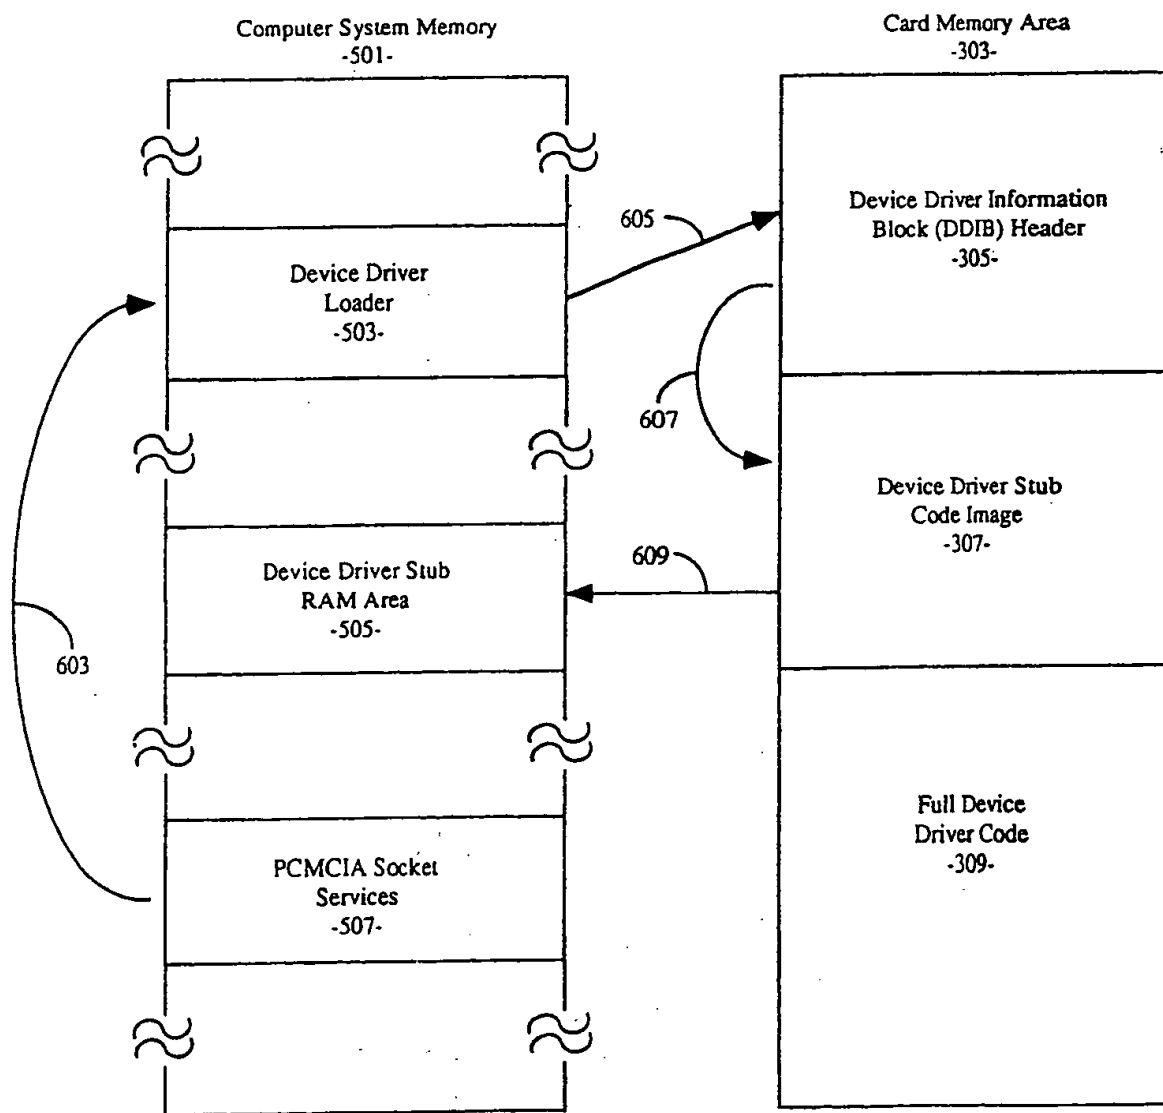 Computer System Memory
-501-
Card Memory Area
-303-
Device Driver Information
Block (DDIB) Header
-305-
605
Device Driver
Loader
-503-
607
Device Driver Stub
Code Image
-307-
609
Device Driver Stub
RAM Area
-505-
603
Full Device
Driver Code
-309-
PCMCIA Socket
Services
-507-